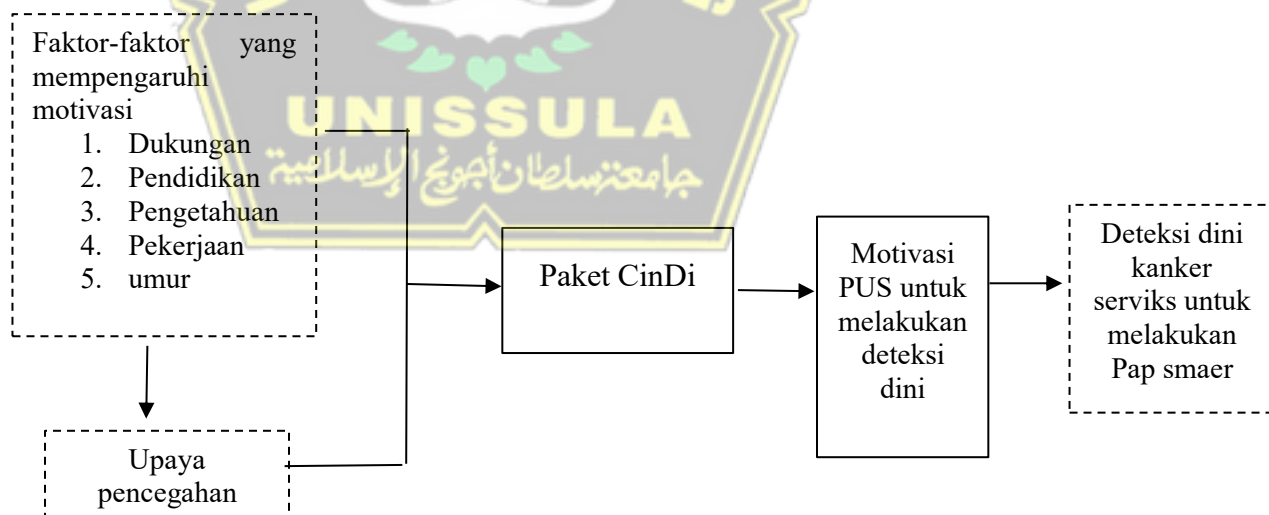 Faktor-faktor yang
mempengaruhi
motivasi
1. Dukungan
2. Pendidikan
3. Pengetahuan
4. Pekerjaan
5. umur
UNISSULA
جامعة سلطان أجونج الإسلامية
Paket CinDi
Motivasi
PUS untuk
melakukan
deteksi
dini
Deteksi dini
kanker
serviks untuk
melakukan
Pap smaer
Upaya
pencegahan